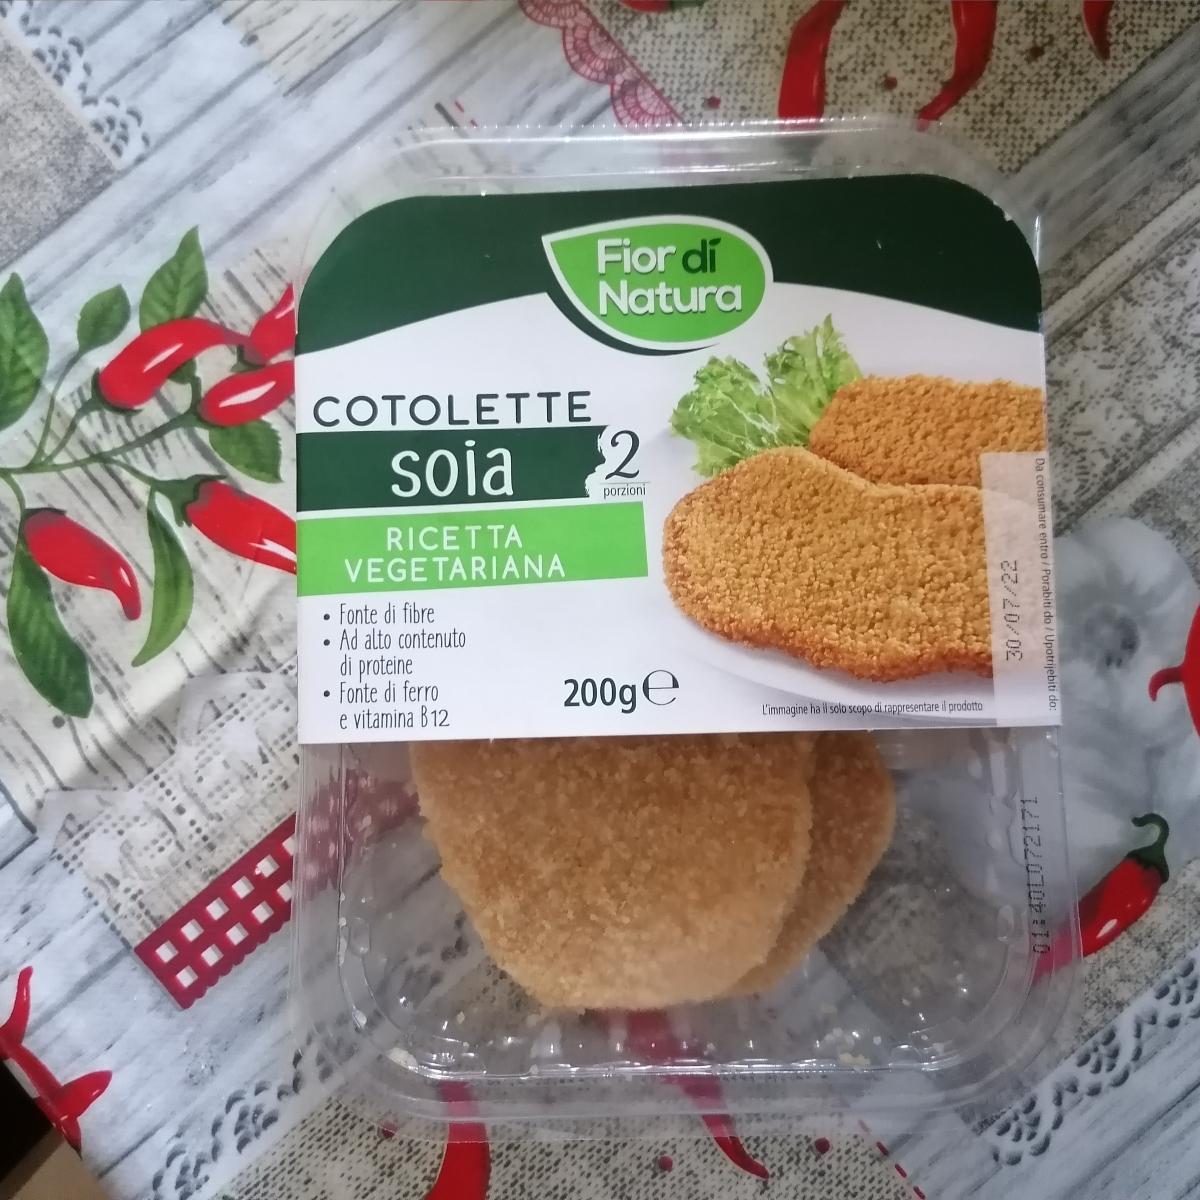 Fior di
Natura
COTOLETTE
soia
2
porzioni
RICETTA
VEGETARIANA
• Fonte di fibre
• Ad alto contenuto
di proteine
• Fonte di ferro
e vitamina B12
200g℮
L'immagine ha il solo scopo di rappresentare il prodotto
Da consumare entro / Porabiti do / Upotrijebiti do:
30/07/22
01:40L072171